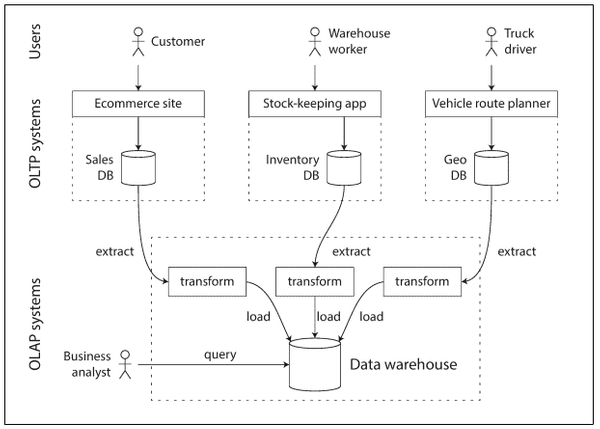 Users
Customer
Warehouse
worker
Truck
driver
OLTP systems
Ecommerce site
Stock-keeping app
Vehicle route planner
Sales
DB
Inventory
DB
Geo
DB
extract
extract
extract
OLAP systems
transform
transform
transform
load
load
load
Business
analyst
query
Data warehouse